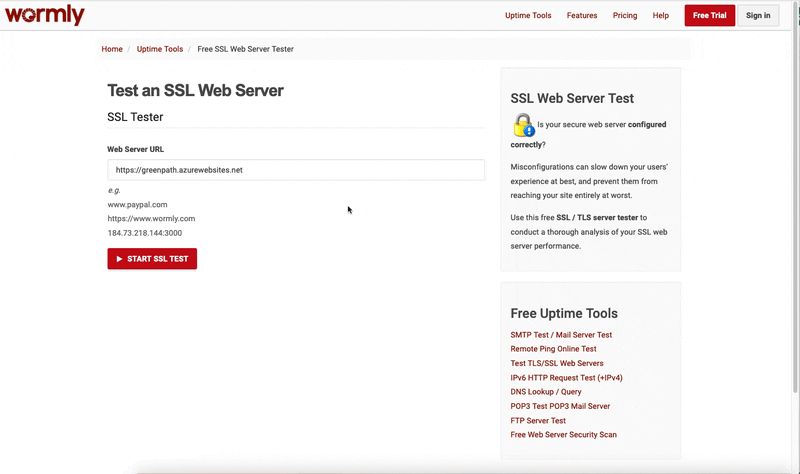 wormly
Uptime Tools
Features
Pricing
Help
Free Trial
Sign in
Home / Uptime Tools / Free SSL Web Server Tester
Test an SSL Web Server
SSL Tester
Web Server URL
https://greenpath.azurewebsites.net
e.g.
www.paypal.com
https://www.wormly.com
184.73.218.144:3000
START SSL TEST
SSL Web Server Test
Is your secure web server configured
correctly?
Misconfigurations can slow down your users'
experience at best, and prevent them from
reaching your site entirely at worst.
Use this free SSL / TLS server tester to
conduct a thorough analysis of your SSL web
server performance.
Free Uptime Tools
SMTP Test / Mail Server Test
Remote Ping Online Test
Test TLS/SSL Web Servers
IPv6 HTTP Request Test (+IPv4)
DNS Lookup / Query
POP3 Test POP3 Mail Server
FTP Server Test
Free Web Server Security Scan